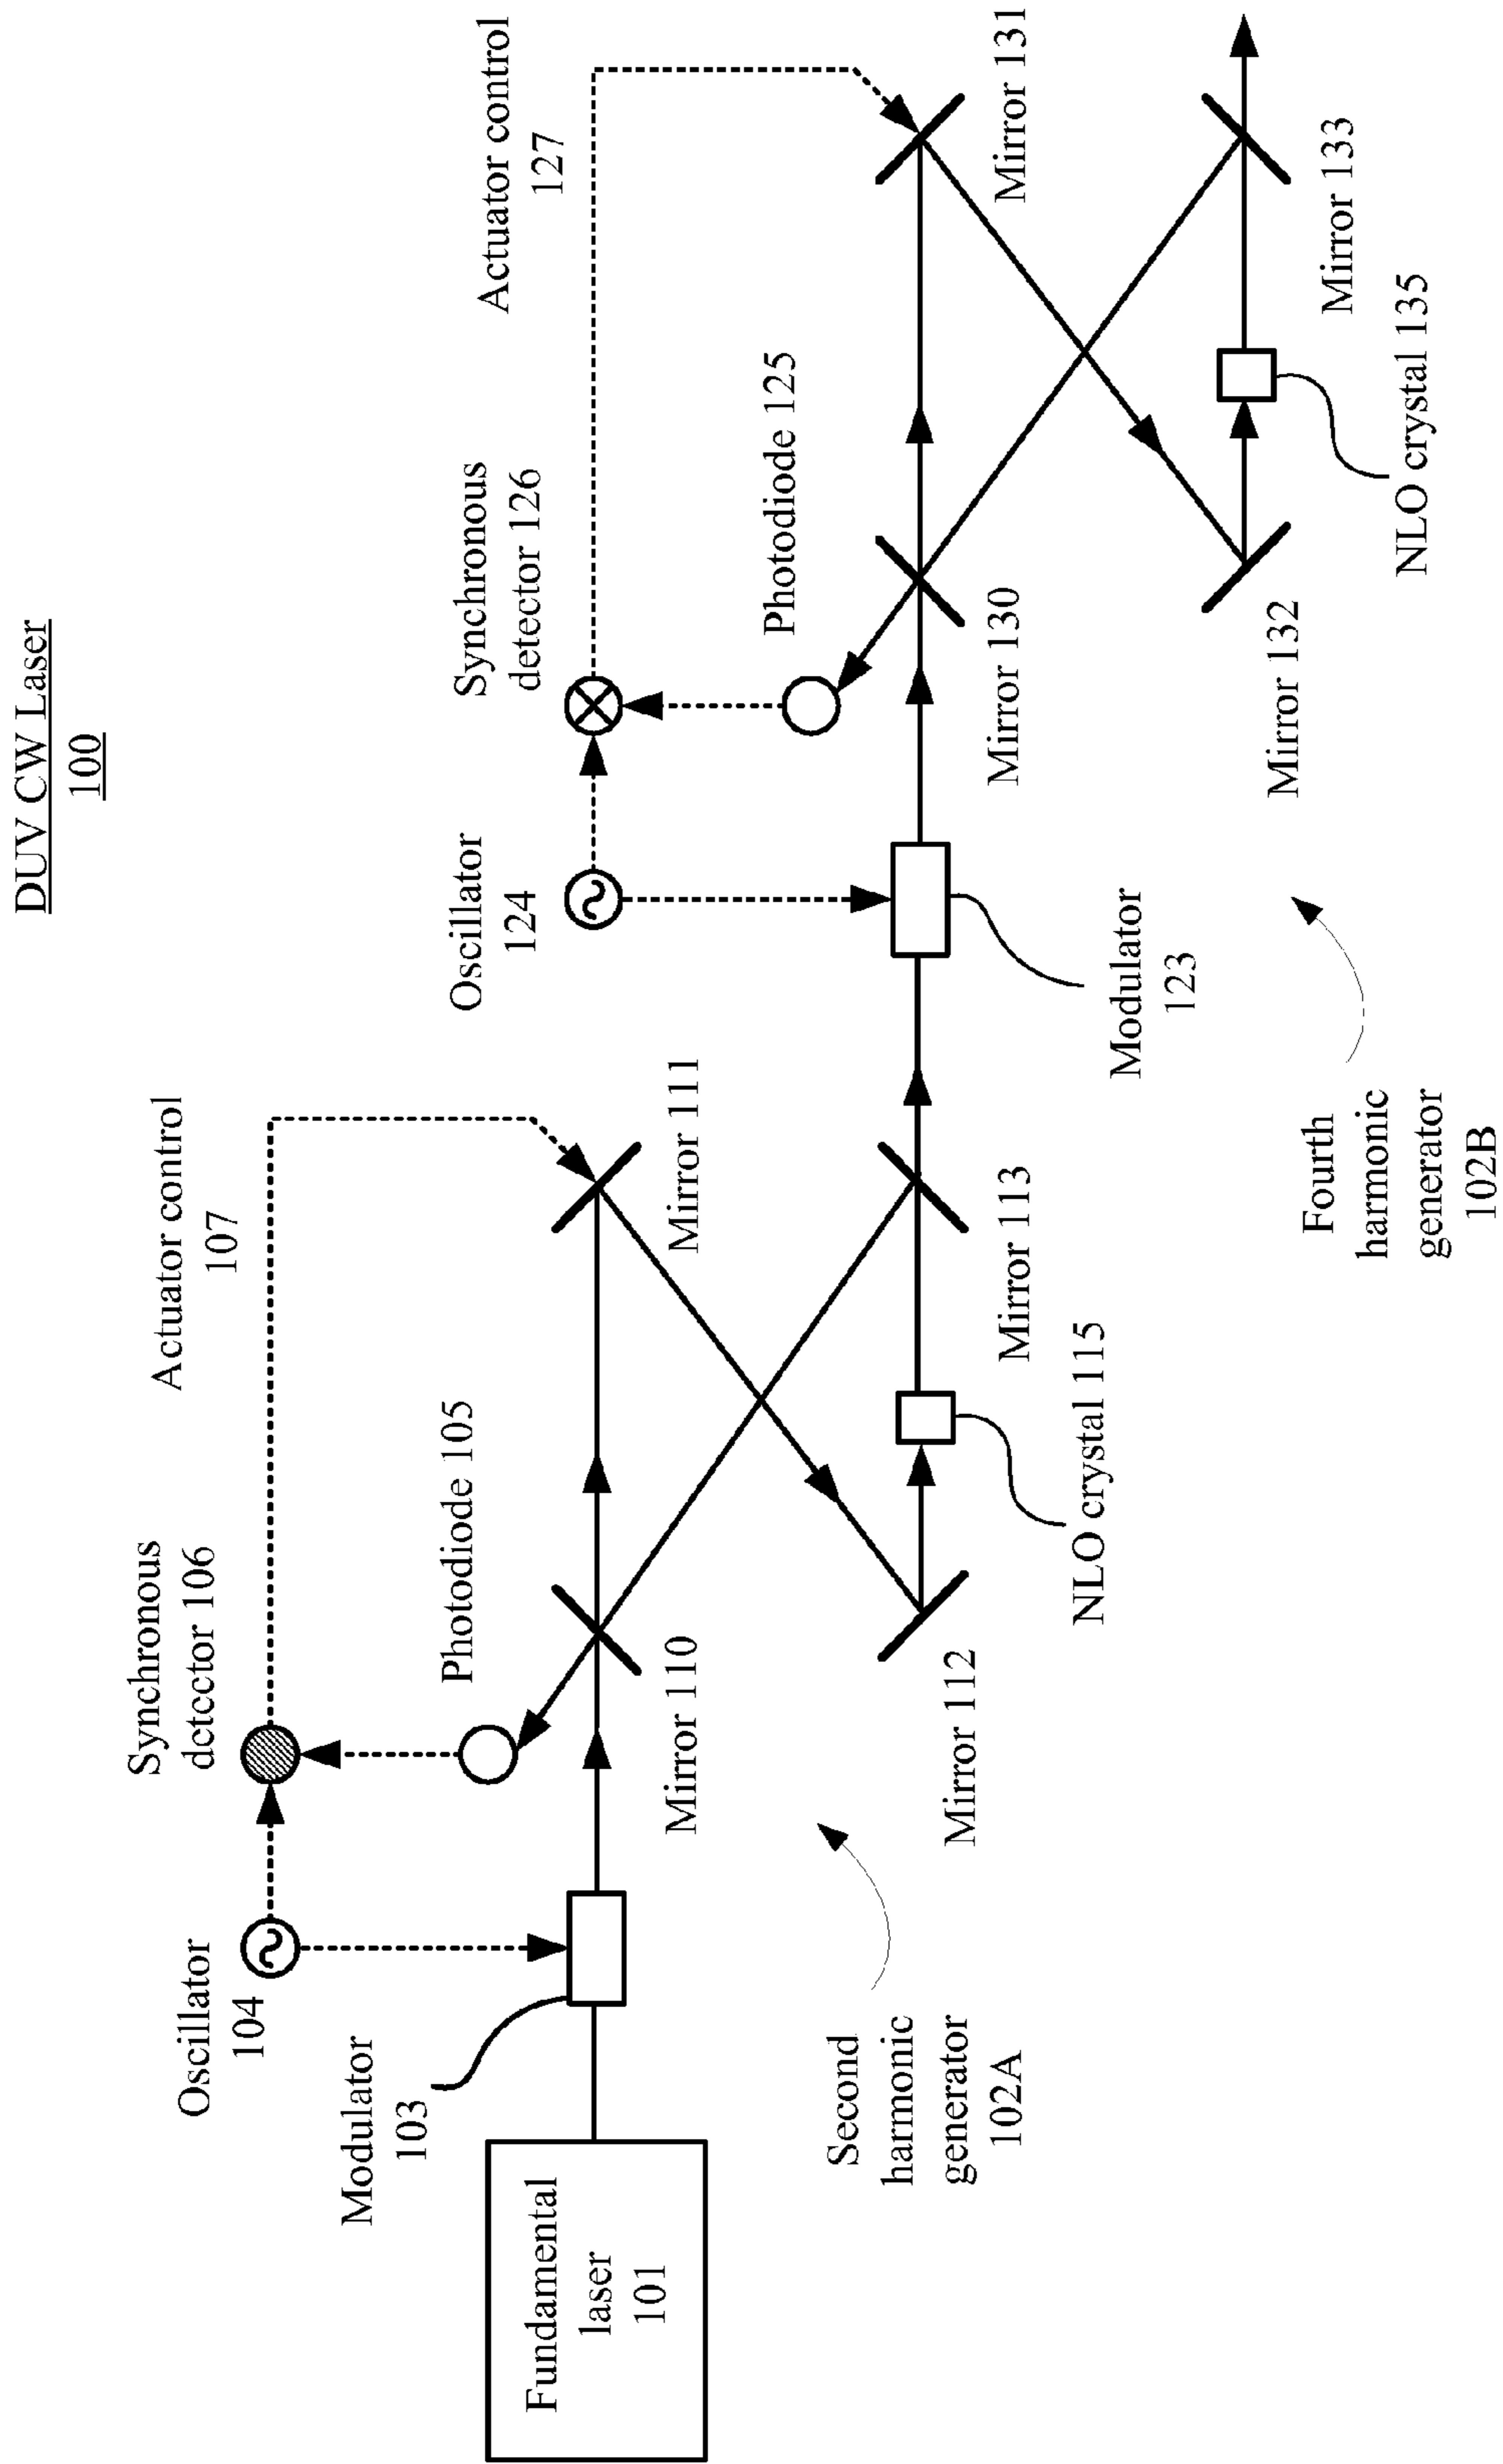 DUV CW Laser
100
Fundamental
laser
101
Modulator
103
Oscillator
104
Synchronous
detector 106
Photodiode 105
Actuator control
107
Mirror 110
Mirror 111
Mirror 112
NLO crystal 115
Mirror 113
Second
harmonic
generator
102A
Oscillator
124
Synchronous
detector 126
Photodiode 125
Actuator control
127
Modulator
123
Mirror 130
Mirror 131
Mirror 132
NLO crystal 135
Mirror 133
Fourth
harmonic
generator
102B